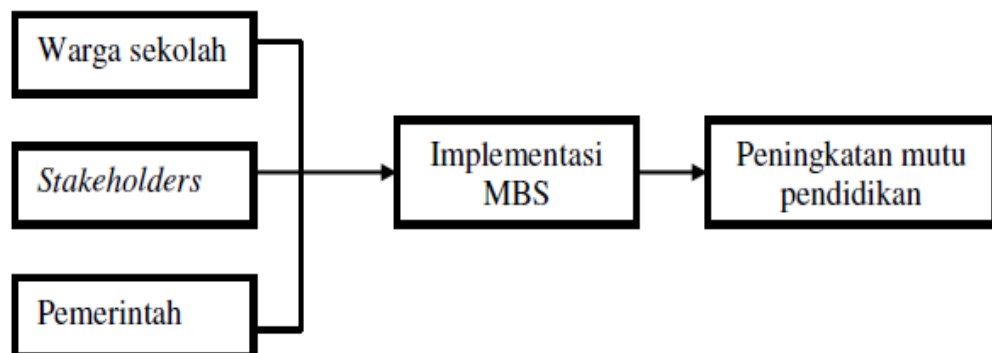 Warga sekolah
Stakeholders
Pemerintah
Implementasi
MBS
Peningkatan mutu
pendidikan